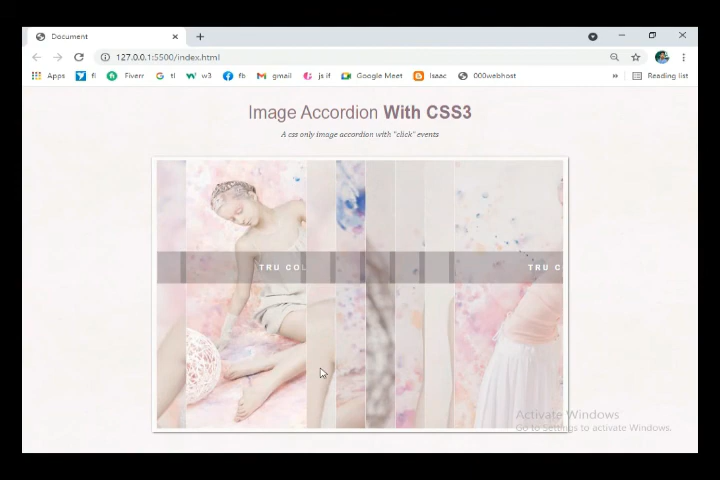 Document
127.0.0.1:5500/index.html
Apps fi Fiverr tl w3 fb gmail js if Google Meet Isaac 000webhost » Reading list
Image Accordion With CSS3
A css only image accordion with "click" events
TRU COL TRU C
Activate Windows
Go to Settings to activate Windows.